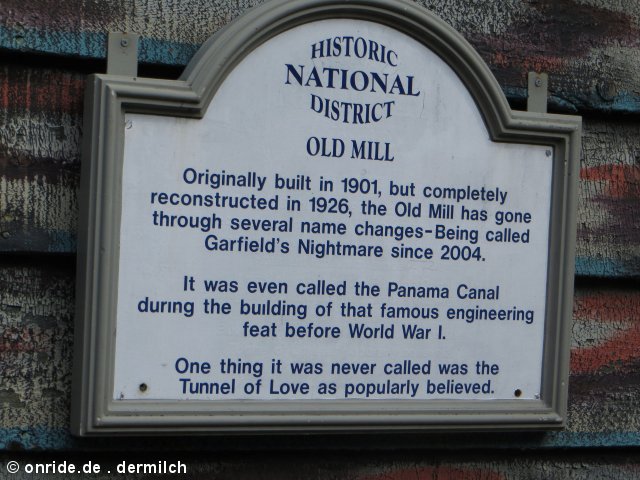 HISTORIC
NATIONAL
DISTRICT
OLD MILL
Originally built in 1901, but completely
reconstructed in 1926, the Old Mill has gone
through several name changes-Being called
Garfield's Nightmare since 2004.
It was even called the Panama Canal
during the building of that famous engineering
feat before World War I.
One thing it was never called was the
Tunnel of Love as popularly believed.
© onride.de . dermilch